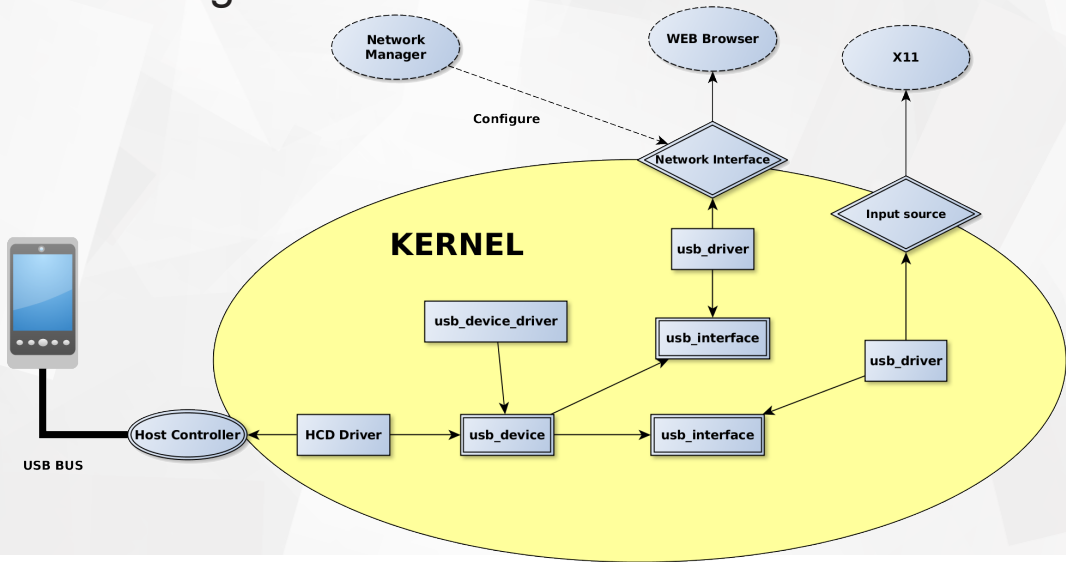 Network
Manager
WEB Browser
X11
Configure
Network Interface
Input source
KERNEL
usb_driver
usb_device_driver
usb_interface
usb_driver
Host Controller
HCD Driver
usb_device
usb_interface
USB BUS